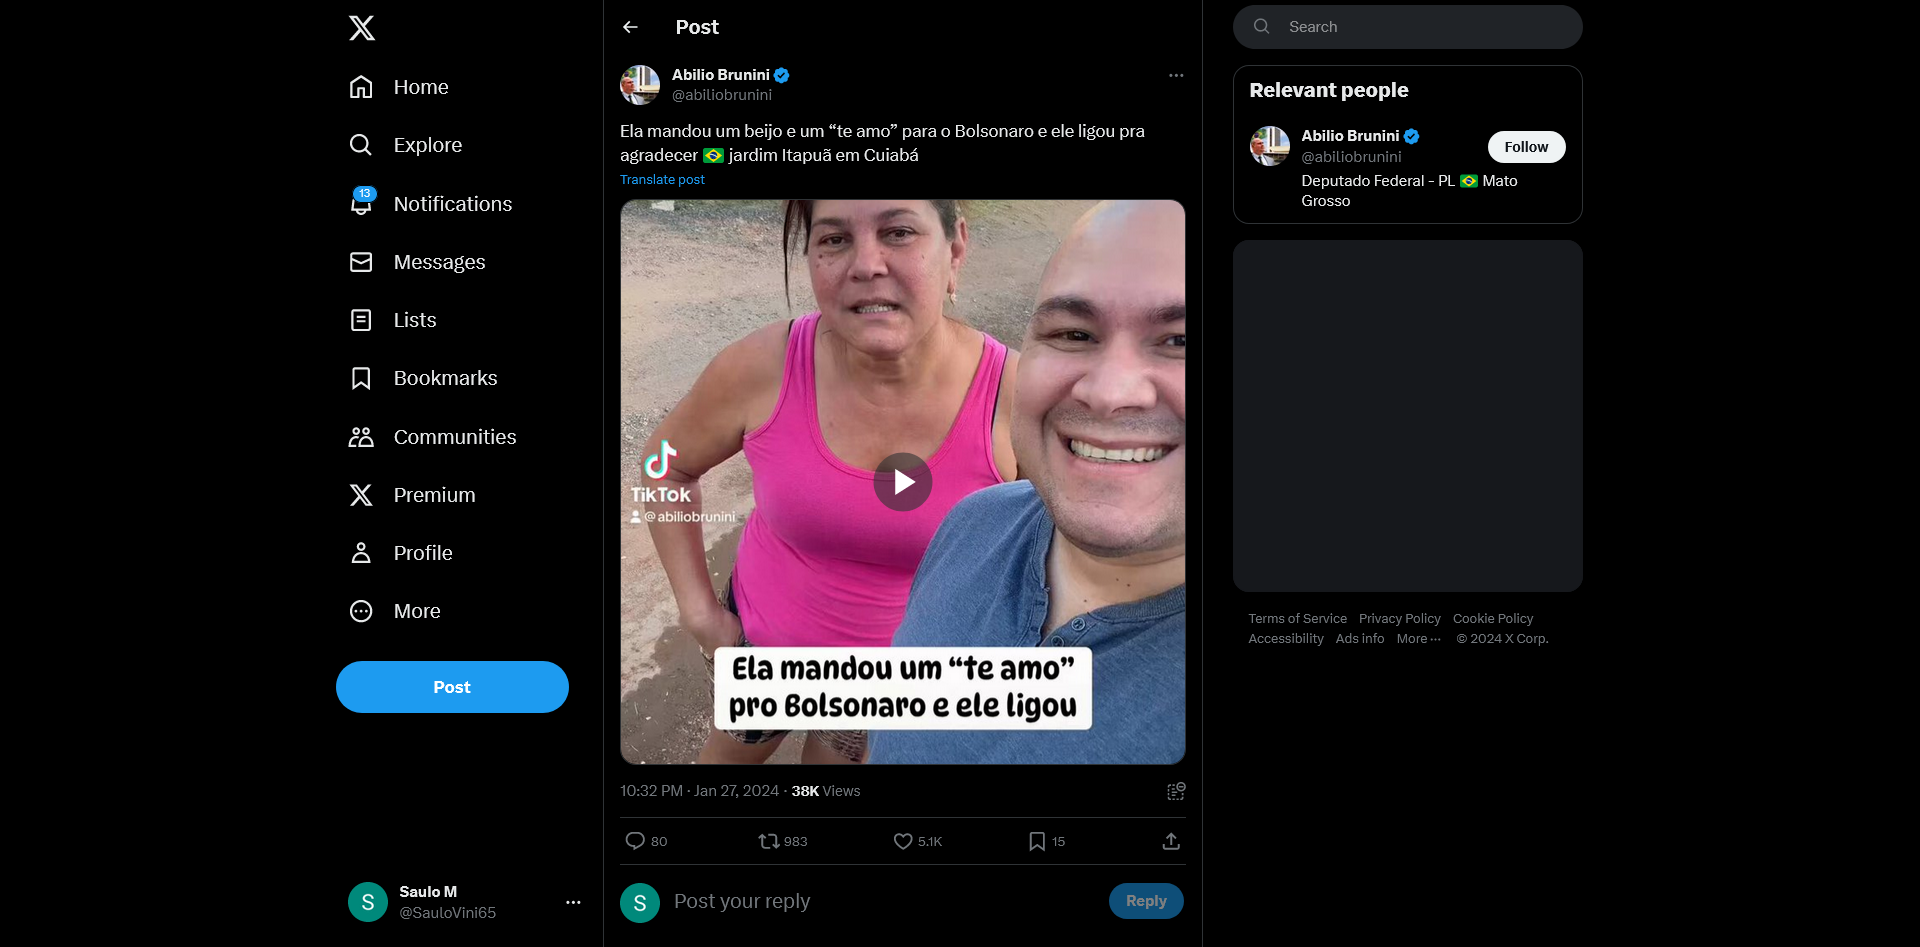 Home
Explore
13
Notifications
Messages
Lists
Bookmarks
Communities
Premium
Profile
More
Post
Saulo M
@SauloVini65
Post
Abilio Brunini
@abiliobrunini
Ela mandou um beijo e um “te amo” para o Bolsonaro e ele ligou pra
agradecer 🇧🇷 jardim Itapuã em Cuiabá
Translate post
TikTok
@abiliobrunini
Ela mandou um “te amo”
pro Bolsonaro e ele ligou
10:32 PM · Jan 27, 2024 · 38K Views
80 983 5.1K 15
S Post your reply Reply
Search
Relevant people
Abilio Brunini
@abiliobrunini
Follow
Deputado Federal - PL 🇧🇷 Mato
Grosso
Terms of Service Privacy Policy Cookie Policy
Accessibility Ads info More ··· © 2024 X Corp.
S